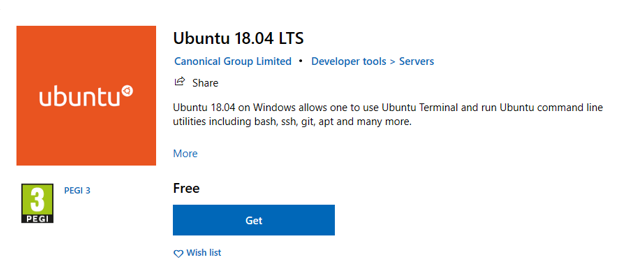 Ubuntu 18.04 LTS
Canonical Group Limited • Developer tools > Servers
Share
Ubuntu 18.04 on Windows allows one to use Ubuntu Terminal and run Ubuntu command line
utilities including bash, ssh, git, apt and many more.
ubuntu
More
3
PEGI
PEGI 3
Free
Get
Wish list